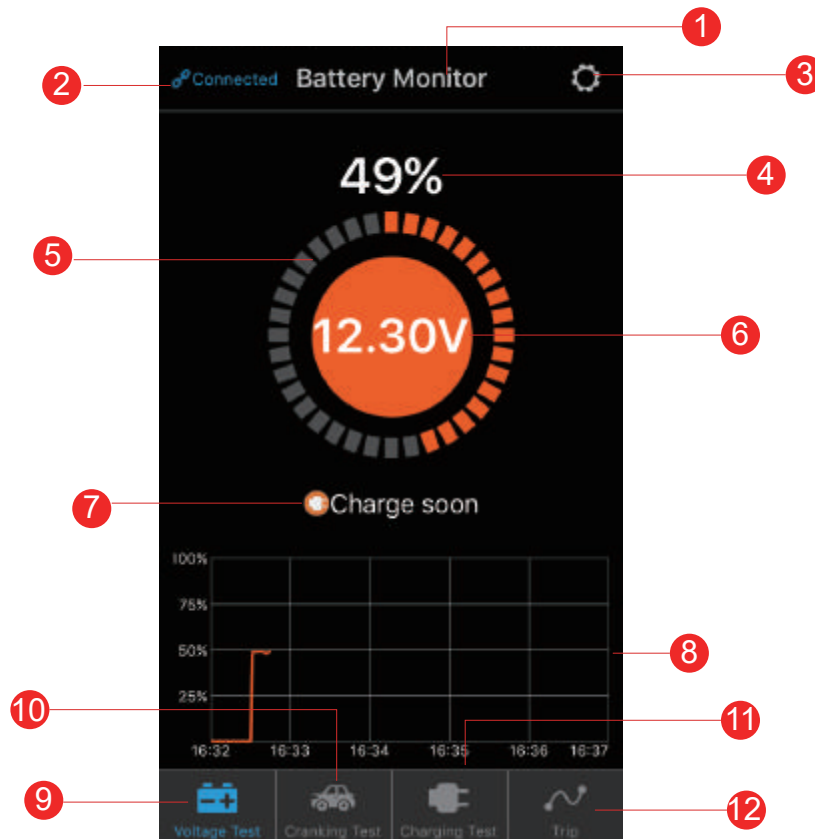 1
2
Connected
Battery Monitor
3
49%
4
5
12.30V
6
7
Charge soon
100%
75%
50%
25%
8
16:32 16:33 16:34 16:35 16:36 16:37
10
11
9
12
Voltage Test
Cranking Test
Charging Test
Trip